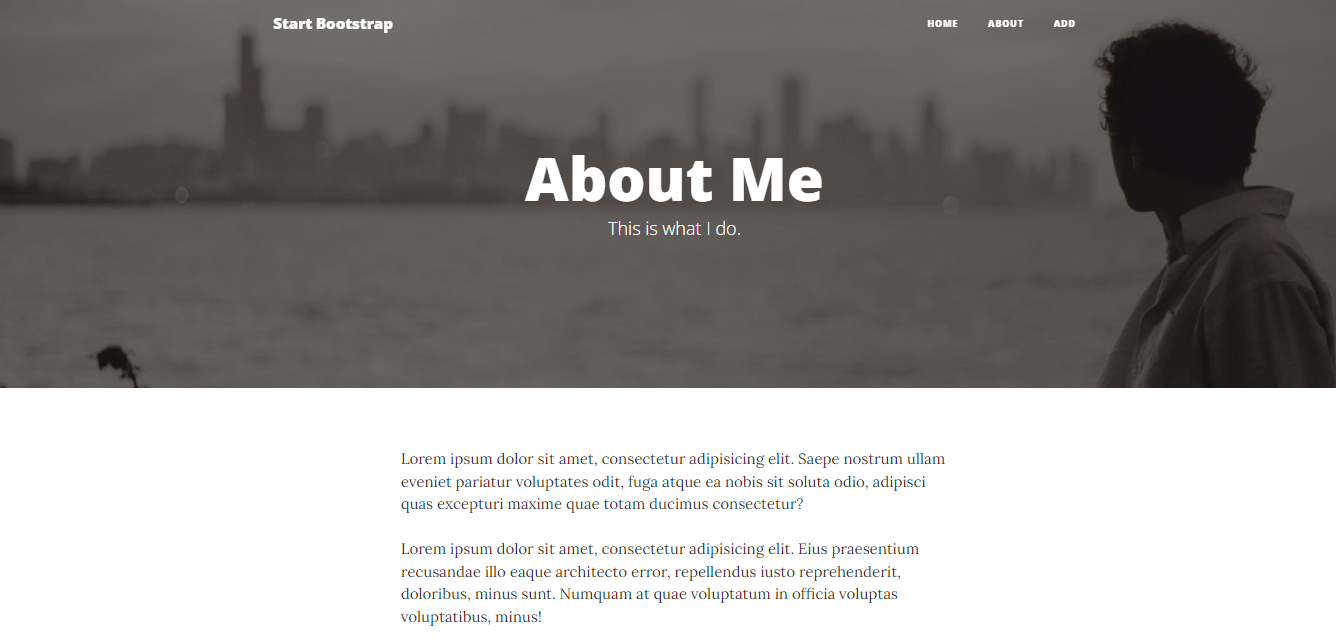 Start Bootstrap
HOME ABOUT ADD
About Me
This is what I do.
Lorem ipsum dolor sit amet, consectetur adipisicing elit. Saepe nostrum ullam
eveniet pariatur voluptates odit, fuga atque ea nobis sit soluta odio, adipisci
quas excepturi maxime quae totam ducimus consectetur?
Lorem ipsum dolor sit amet, consectetur adipisicing elit. Eius praesentium
recusandae illo eaque architecto error, repellendus iusto reprehenderit,
doloribus, minus sunt. Numquam at quae voluptatum in officia voluptas
voluptatibus, minus!